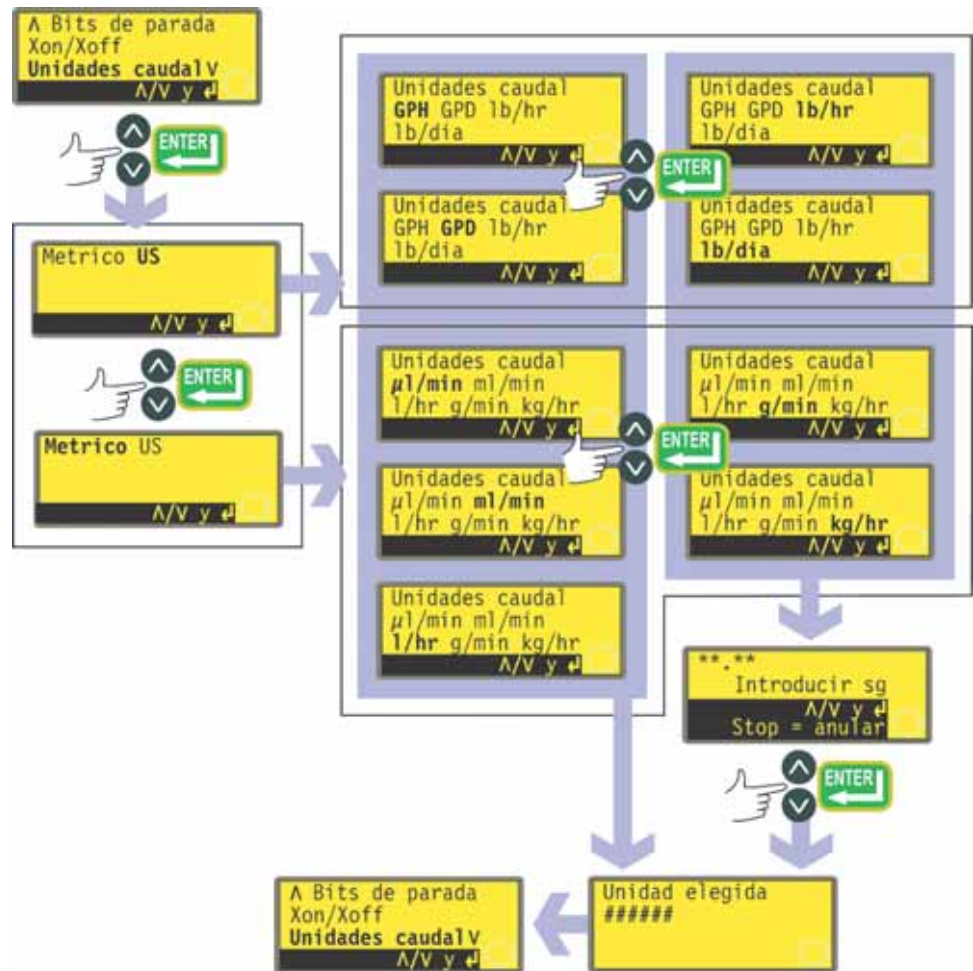 Λ Bits de parada
Xon/Xoff
Unidades caudal V
Λ/V y ↵
ENTER
Metrico US
Λ/V y ↵
ENTER
Metrico US
Λ/V y ↵
Unidades caudal
GPH GPD lb/hr
lb/dia
Λ/V y ↵
Unidades caudal
GPH GPD lb/hr
lb/dia
Λ/V y ↵
ENTER
Unidades caudal
GPH GPD lb/hr
lb/dia
Λ/V y ↵
Unidades caudal
GPH GPD lb/hr
lb/dia
Λ/V y ↵
Unidades caudal
µl/min ml/min
l/hr g/min kg/hr
Λ/V y ↵
Unidades caudal
µl/min ml/min
l/hr g/min kg/hr
Λ/V y ↵
ENTER
Unidades caudal
µl/min ml/min
l/hr g/min kg/hr
Λ/V y ↵
Unidades caudal
µl/min ml/min
l/hr g/min kg/hr
Λ/V y ↵
Unidades caudal
µl/min ml/min
l/hr g/min kg/hr
Λ/V y ↵
**.**
Introducir sg
Λ/V y ↵
Stop = anular
ENTER
Unidad elegida
######
Λ Bits de parada
Xon/Xoff
Unidades caudal V
Λ/V y ↵